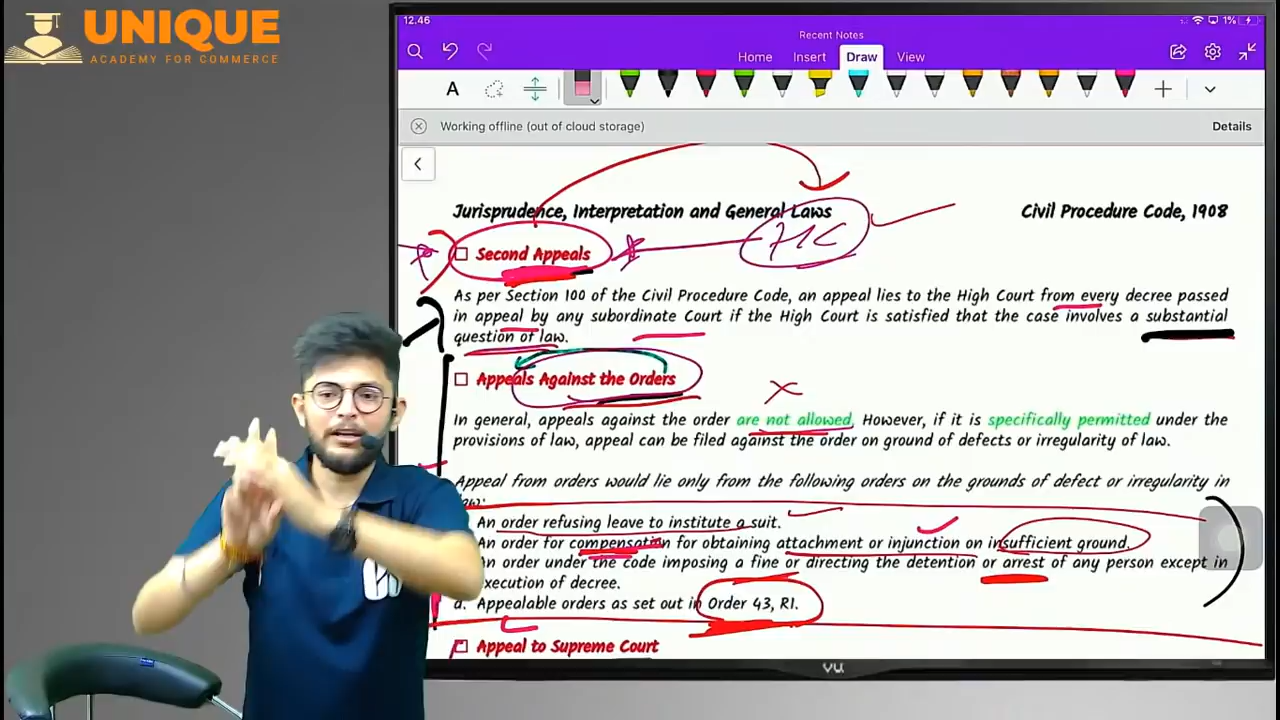 UNIQUE
ACADEMY FOR COMMERCE
12.46
1%
Recent Notes
Home Insert Draw View
A
Working offline (out of cloud storage)
Details
Jurisprudence, Interpretation and General Laws
Civil Procedure Code, 1908
HC
Second Appeals
As per Section 100 of the Civil Procedure Code, an appeal lies to the High Court from every decree passed
in appeal by any subordinate Court if the High Court is satisfied that the case involves a substantial
question of law.
Appeals Against the Orders
In general, appeals against the order are not allowed. However, if it is specifically permitted under the
provisions of law, appeal can be filed against the order on ground of defects or irregularity of law.
Appeal from orders would lie only from the following orders on the grounds of defect or irregularity in
law:
An order refusing leave to institute a suit.
An order for compensation for obtaining attachment or injunction on insufficient ground.
An order under the code imposing a fine or directing the detention or arrest of any person except in
execution of decree.
d. Appealable orders as set out in Order 43, R1.
Appeal to Supreme Court
VU